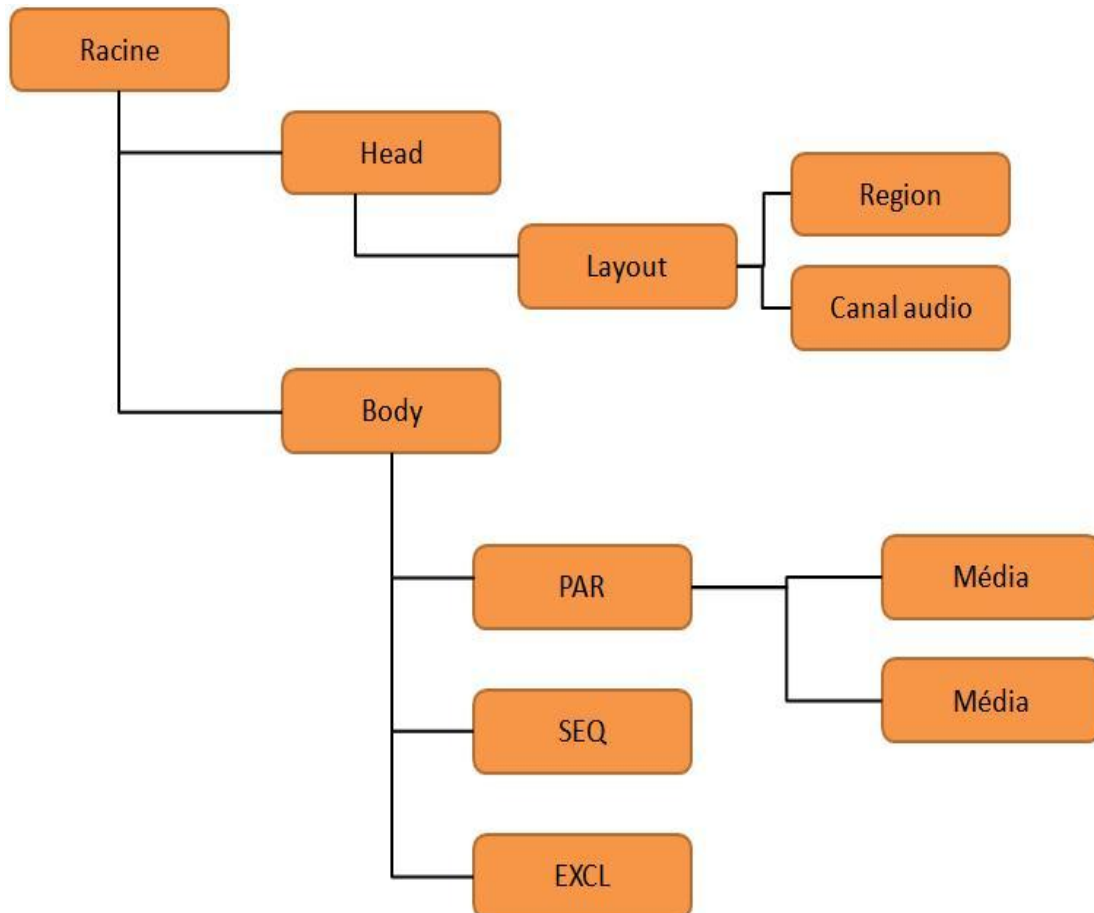 Racine
Head
Region
Layout
Canal audio
Body
PAR
Média
Média
SEQ
EXCL